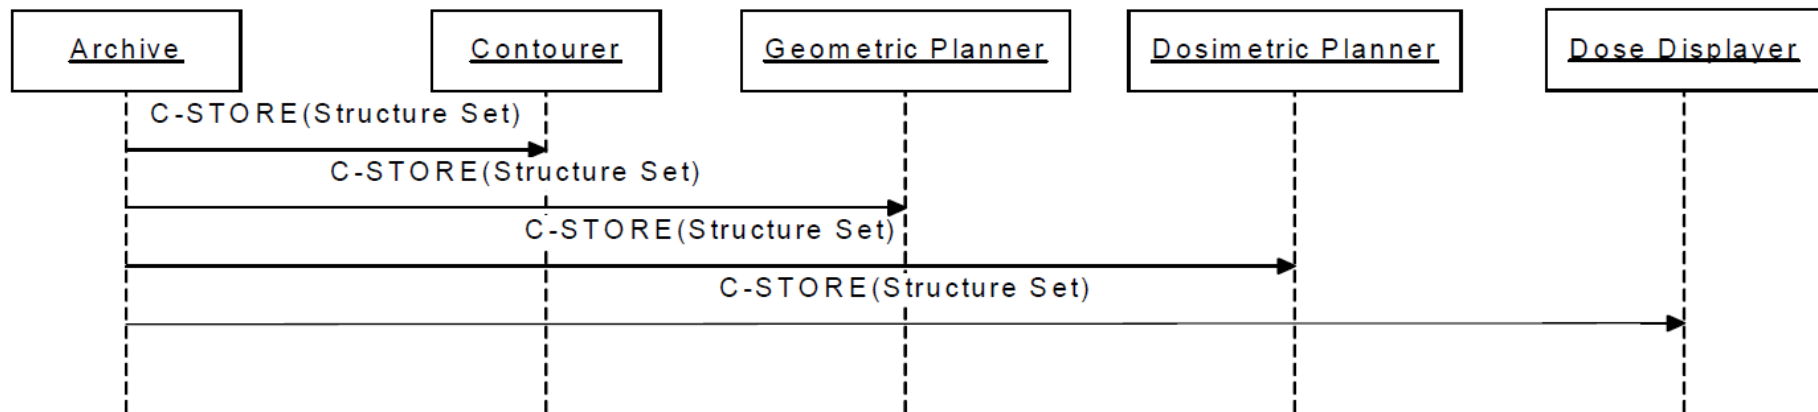 Archive Contourer Geometric Planner Dosimetric Planner Dose Displayer
C-STORE(Structure Set)
C-STORE(Structure Set)
C-STORE(Structure Set)
C-STORE(Structure Set)